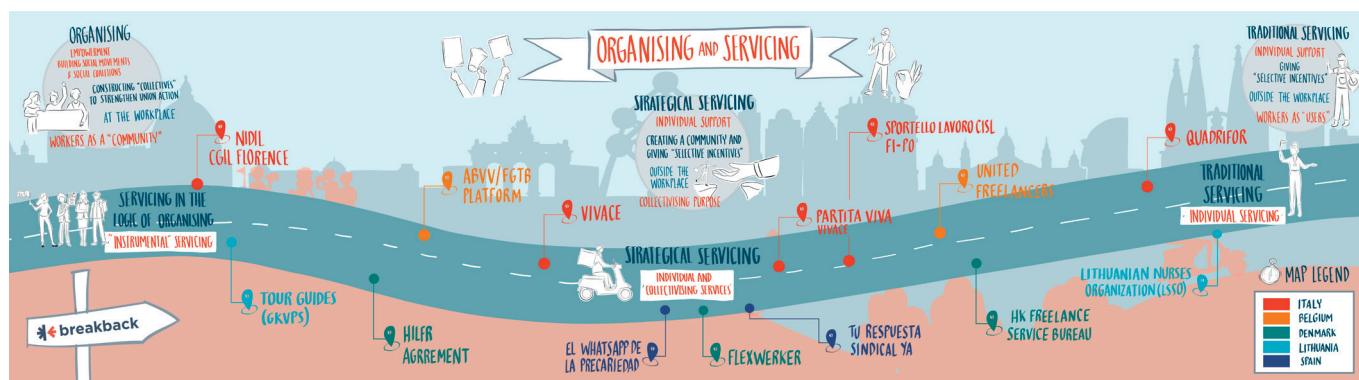 ORGANISING AND SERVICING
ORGANISING
EMPOWERMENT
BUILDING SOCIAL MOVEMENTS
& SOCIAL COALITIONS
CONSTRUCTING "COLLECTIVES"
TO STRENGTHEN UNION ACTION
AT THE WORKPLACE
WORKERS AS A "COMMUNITY"
STRATEGICAL SERVICING
INDIVIDUAL SUPPORT
CREATING A COMMUNITY AND
GIVING "SELECTIVE INCENTIVES"
OUTSIDE THE
WORKPLACE
COLLECTIVISING PURPOSE
TRADITIONAL SERVICING
INDIVIDUAL SUPPORT
GIVING
"SELECTIVE INCENTIVES"
OUTSIDE THE WORKPLACE
WORKERS AS "USERS"
NIDIL
CGIL FLORENCE
ABVV/FGTB
PLATFORM
VIVACE
SPORTELLO LAVORO CISL
FI-PO
PARTITA VIVA
VIVACE
UNITED
FREELANCERS
QUADRIFOR
SERVICING IN THE
LOGIC OF ORGANISING
"INSTRUMENTAL" SERVICING
STRATEGICAL SERVICING
INDIVIDUAL AND
"COLLECTIVISING SERVICES"
TRADITIONAL
SERVICING
INDIVIDUAL SERVICING
TOUR GUIDES
(GKVPS)
HILFR
AGRREMENT
EL WHATSAPP DE
LA PRECARIEDAD
FLEXWERKER
TU RESPUESTA
SINDICAL YA
HK FREELANCE
SERVICE BUREAU
LITHUANIAN NURSES
ORGANIZATION (LSSO)
breakback
MAP LEGEND
ITALY
BELGIUM
DENMARK
LITHUANIA
SPAIN